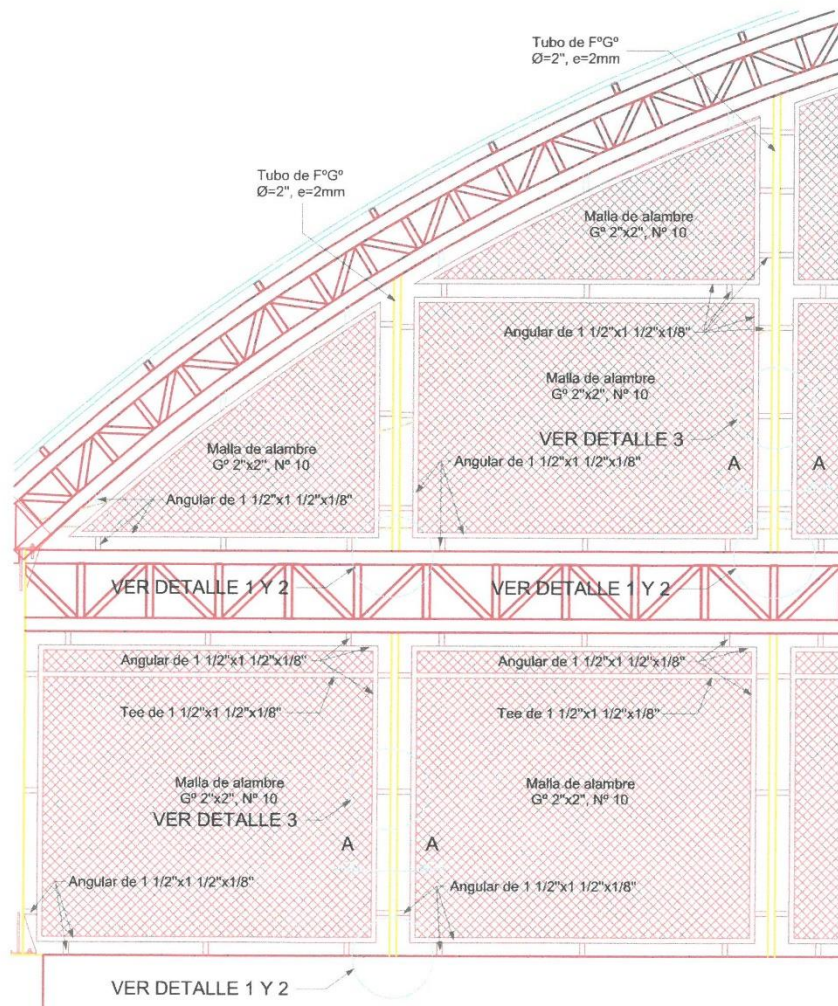 Tubo de FºGº
Ø=2", e=2mm
Tubo de FºGº
Ø=2", e=2mm
Malla de alambre
Gº 2"x2", Nº 10
Angular de 1 1/2"x1 1/2"x1/8"
Malla de alambre
Gº 2"x2", Nº 10
VER DETALLE 3
Malla de alambre
Gº 2"x2", Nº 10
Angular de 1 1/2"x1 1/2"x1/8"
A
A
Angular de 1 1/2"x1 1/2"x1/8"
VER DETALLE 1 Y 2
VER DETALLE 1 Y 2
Angular de 1 1/2"x1 1/2"x1/8"
Angular de 1 1/2"x1 1/2"x1/8"
Tee de 1 1/2"x1 1/2"x1/8"
Tee de 1 1/2"x1 1/2"x1/8"
Malla de alambre
Gº 2"x2", Nº 10
VER DETALLE 3
Malla de alambre
Gº 2"x2", Nº 10
A
A
Angular de 1 1/2"x1 1/2"x1/8"
Angular de 1 1/2"x1 1/2"x1/8"
VER DETALLE 1 Y 2